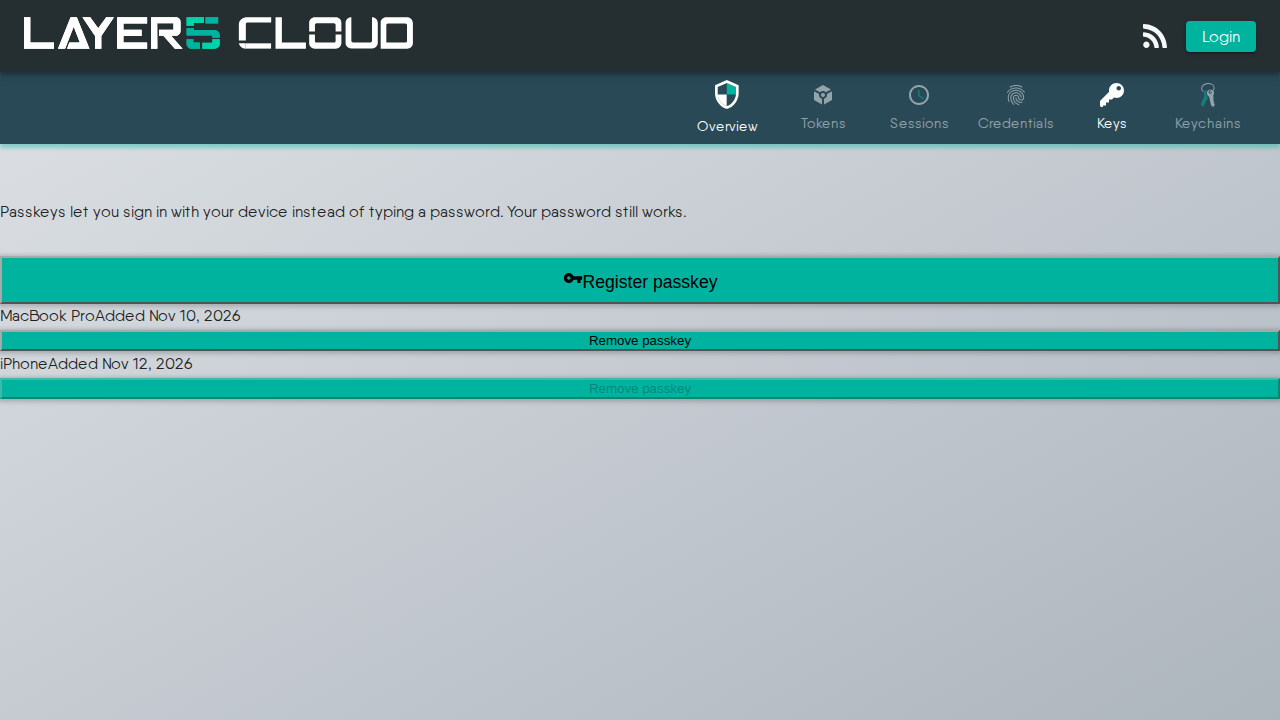 LAYER5 CLOUD
Login
Overview
Tokens
Sessions
Credentials
Keys
Keychains
Passkeys let you sign in with your device instead of typing a password. Your password still works.
Register passkey
MacBook ProAdded Nov 10, 2026
Remove passkey
iPhoneAdded Nov 12, 2026
Remove passkey